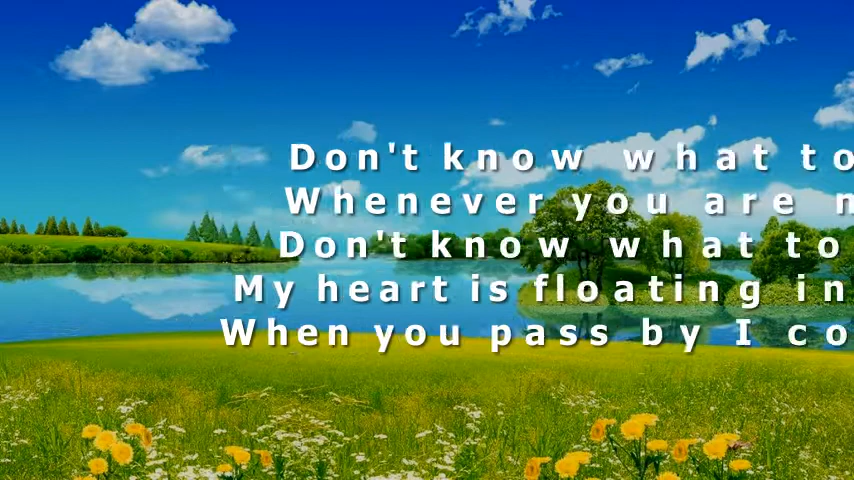 Don't know what to
Whenever you are
Don't know what to
My heart is floating in
When you pass by I